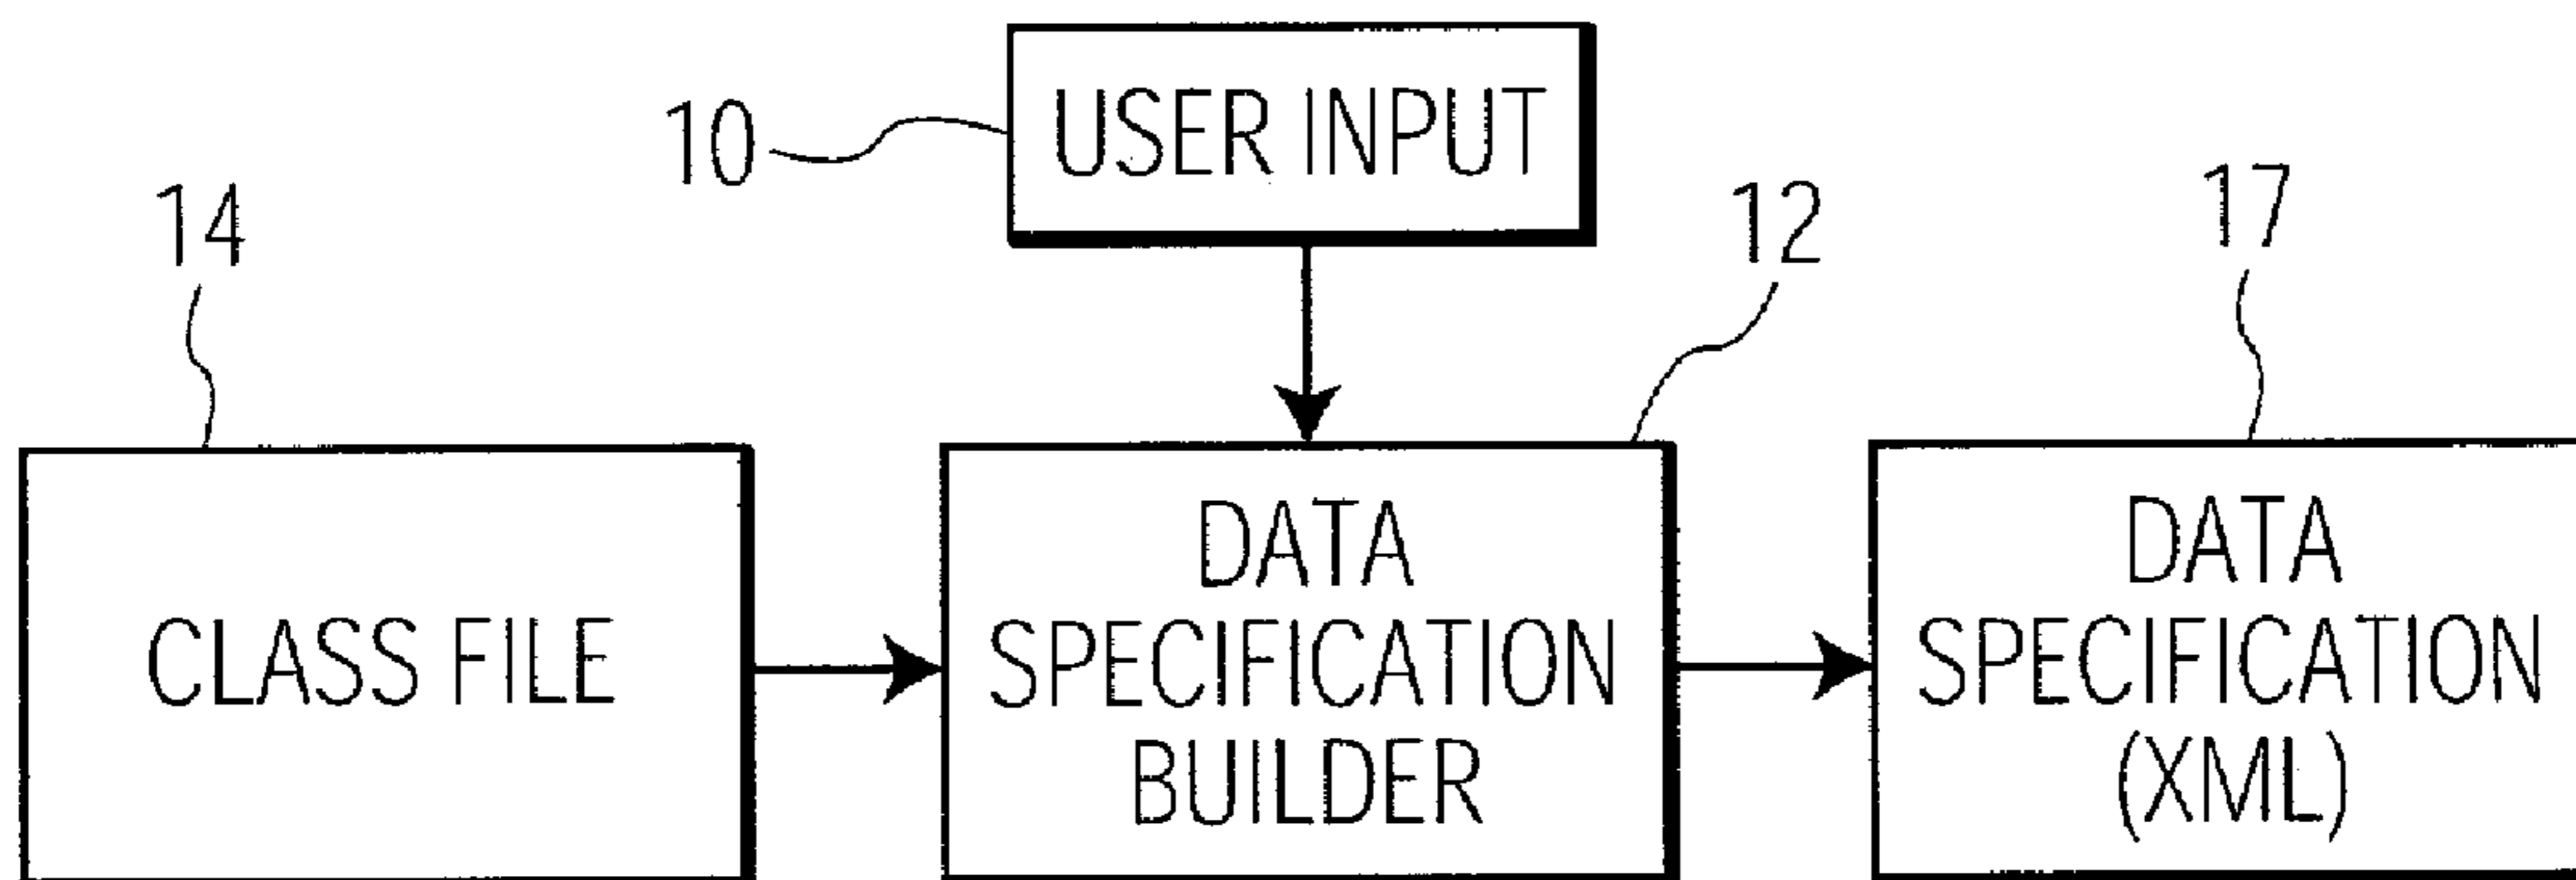 10
USER INPUT
14
12
17
CLASS FILE
DATA
SPECIFICATION
BUILDER
DATA
SPECIFICATION
(XML)